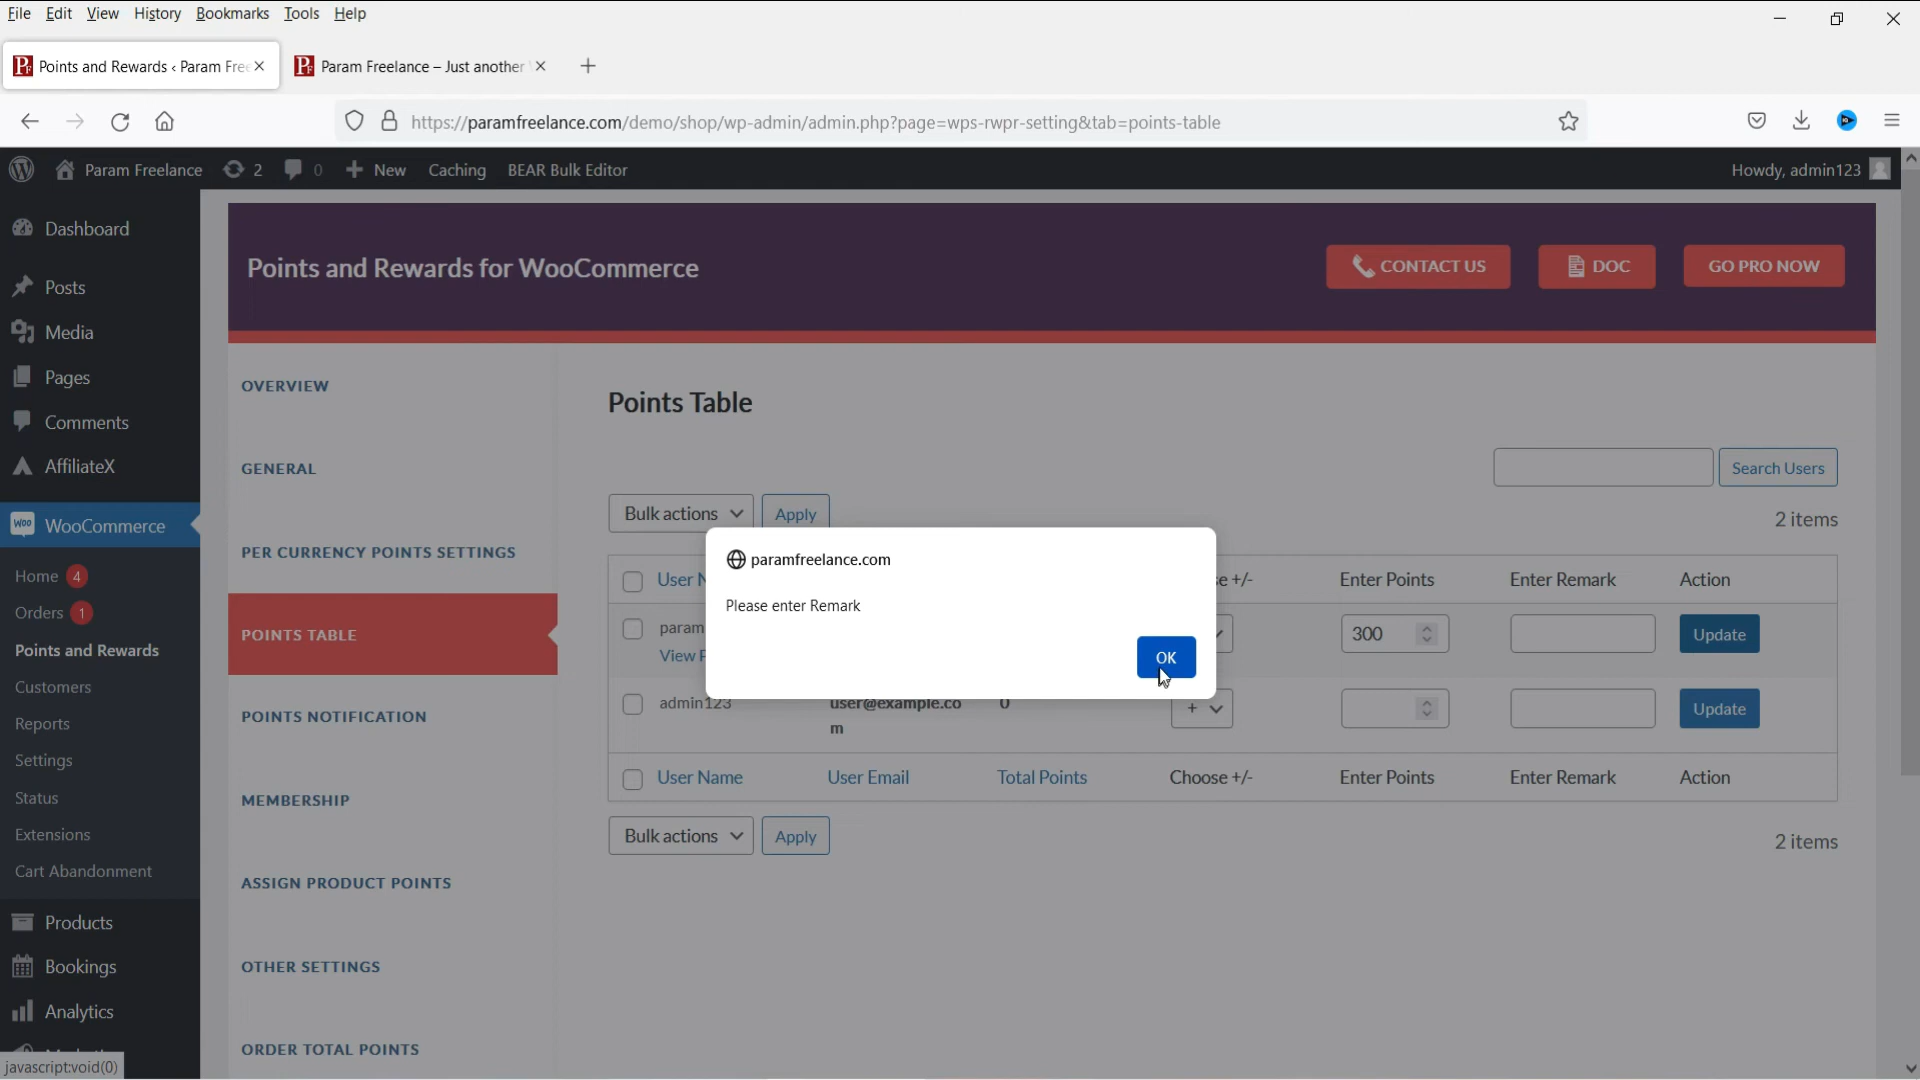 File Edit View History Bookmarks Tools Help
Points and Rewards ‹ Param Free
Param Freelance – Just another
https://paramfreelance.com/demo/shop/wp-admin/admin.php?page=wps-rwpr-setting&tab=points-table
Param Freelance 2 0 + New Caching BEAR Bulk Editor Howdy, admin123
Dashboard
Posts
Media
Pages
Comments
AffiliateX
WooCommerce
Home 4
Orders 1
Points and Rewards
Customers
Reports
Settings
Status
Extensions
Cart Abandonment
Products
Bookings
Analytics
javascript:void(0)
Points and Rewards for WooCommerce
CONTACT US DOC GO PRO NOW
OVERVIEW
GENERAL
PER CURRENCY POINTS SETTINGS
POINTS TABLE
POINTS NOTIFICATION
MEMBERSHIP
ASSIGN PRODUCT POINTS
OTHER SETTINGS
ORDER TOTAL POINTS
Points Table
Search Users
Bulk actions Apply 2 items
User N se +/- Enter Points Enter Remark Action
param 300 Update
View P
paramfreelance.com
Please enter Remark
OK
admin123 user@example.co 0 + Update
m
User Name User Email Total Points Choose +/- Enter Points Enter Remark Action
Bulk actions Apply 2 items